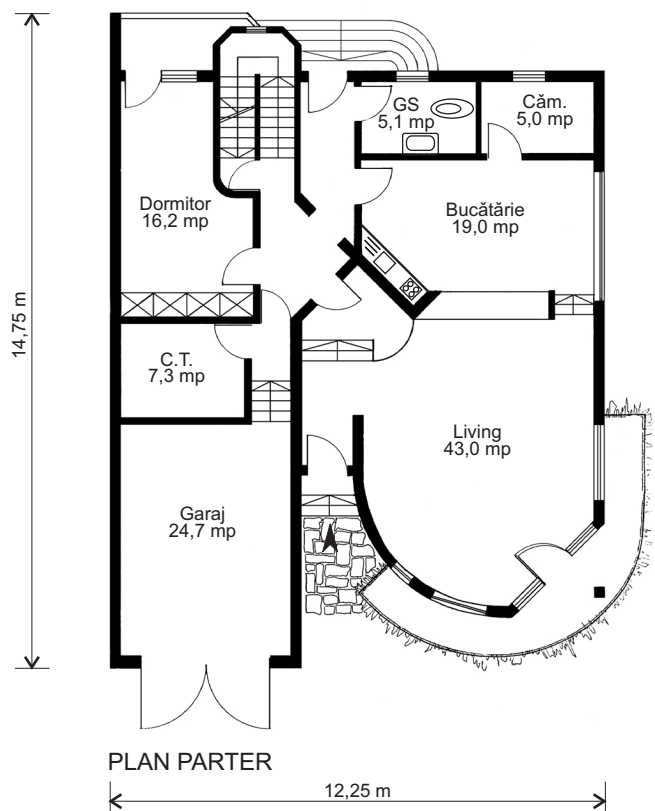 GS
5,1 mp
Căm.
5,0 mp
Dormitor
16,2 mp
Bucătărie
19,0 mp
14,75 m
C.T.
7,3 mp
Living
43,0 mp
Garaj
24,7 mp
PLAN PARTER
12,25 m